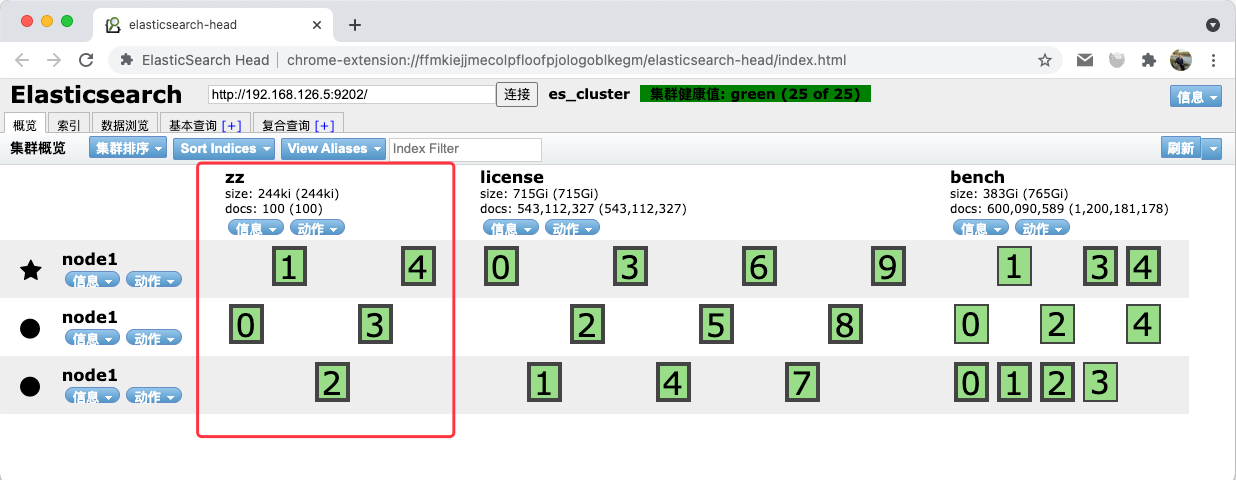 elasticsearch-head
ElasticSearch Head | chrome-extension://ffmkiejjmecolpfloofpjologoblkegm/elasticsearch-head/index.html
Elasticsearch http://192.168.126.5:9202/ 连接 es_cluster 集群健康值: green (25 of 25) 信息
概览 索引 数据浏览 基本查询 [+] 复合查询 [+]
集群概览 集群排序 Sort Indices View Aliases Index Filter 刷新
zz license bench
size: 244ki (244ki) size: 715Gi (715Gi) size: 383Gi (765Gi)
docs: 100 (100) docs: 543,112,327 (543,112,327) docs: 600,090,589 (1,200,181,178)
信息 动作 信息 动作 信息 动作
node1 1 4 0 3 6 9 1 3 4
信息 动作
node1 0 3 2 5 8 0 2 4
信息 动作
node1 2 1 4 7 0 1 2 3
信息 动作